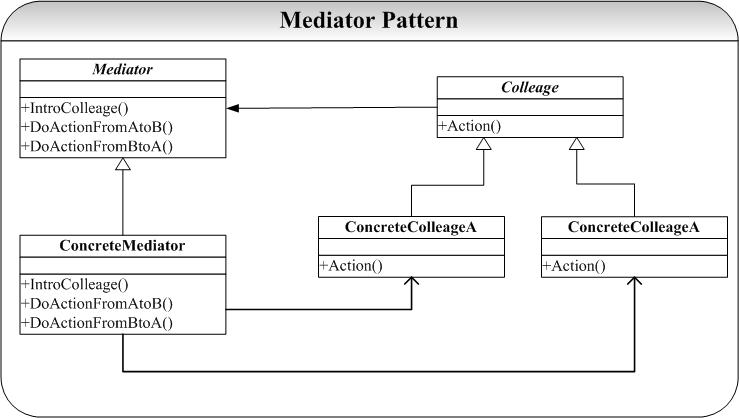 Mediator Pattern
Mediator
+IntroColleage()
+DoActionFromAtoB()
+DoActionFromBtoA()
Colleage
+Action()
ConcreteMediator
+IntroColleage()
+DoActionFromAtoB()
+DoActionFromBtoA()
ConcreteColleageA
+Action()
ConcreteColleageA
+Action()